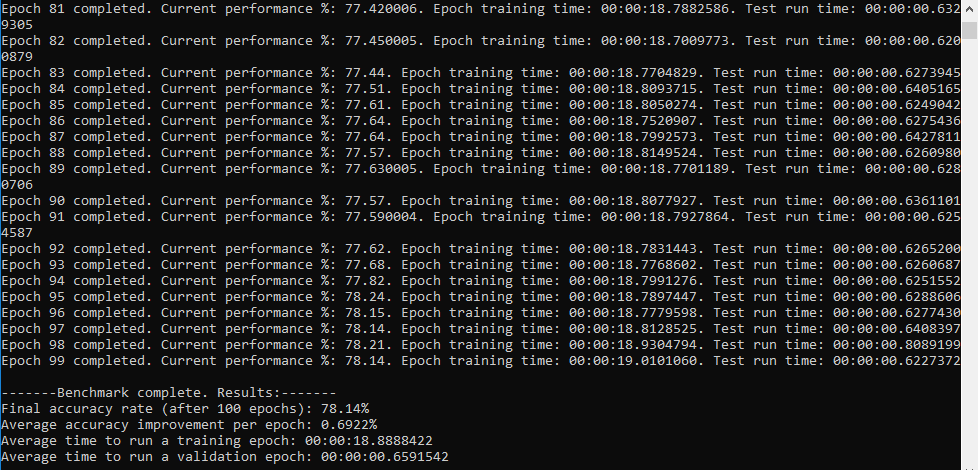 Epoch 81 completed. Current performance %: 77.420006. Epoch training time: 00:00:18.7882586. Test run time: 00:00:00.632
9305
Epoch 82 completed. Current performance %: 77.450005. Epoch training time: 00:00:18.7009773. Test run time: 00:00:00.620
0879
Epoch 83 completed. Current performance %: 77.44. Epoch training time: 00:00:18.7704829. Test run time: 00:00:00.6273945
Epoch 84 completed. Current performance %: 77.51. Epoch training time: 00:00:18.8093715. Test run time: 00:00:00.6405165
Epoch 85 completed. Current performance %: 77.61. Epoch training time: 00:00:18.8050274. Test run time: 00:00:00.6249042
Epoch 86 completed. Current performance %: 77.64. Epoch training time: 00:00:18.7520907. Test run time: 00:00:00.6275436
Epoch 87 completed. Current performance %: 77.64. Epoch training time: 00:00:18.7992573. Test run time: 00:00:00.6427811
Epoch 88 completed. Current performance %: 77.57. Epoch training time: 00:00:18.8149524. Test run time: 00:00:00.6260980
Epoch 89 completed. Current performance %: 77.630005. Epoch training time: 00:00:18.7701189. Test run time: 00:00:00.628
0706
Epoch 90 completed. Current performance %: 77.57. Epoch training time: 00:00:18.8077927. Test run time: 00:00:00.6361101
Epoch 91 completed. Current performance %: 77.590004. Epoch training time: 00:00:18.7927864. Test run time: 00:00:00.625
4587
Epoch 92 completed. Current performance %: 77.62. Epoch training time: 00:00:18.7831443. Test run time: 00:00:00.6265200
Epoch 93 completed. Current performance %: 77.68. Epoch training time: 00:00:18.7768602. Test run time: 00:00:00.6260687
Epoch 94 completed. Current performance %: 77.82. Epoch training time: 00:00:18.7991276. Test run time: 00:00:00.6251552
Epoch 95 completed. Current performance %: 78.24. Epoch training time: 00:00:18.7897447. Test run time: 00:00:00.6288606
Epoch 96 completed. Current performance %: 78.15. Epoch training time: 00:00:18.7779598. Test run time: 00:00:00.6277430
Epoch 97 completed. Current performance %: 78.14. Epoch training time: 00:00:18.8128525. Test run time: 00:00:00.6408397
Epoch 98 completed. Current performance %: 78.21. Epoch training time: 00:00:18.9304794. Test run time: 00:00:00.8089199
Epoch 99 completed. Current performance %: 78.14. Epoch training time: 00:00:19.0101060. Test run time: 00:00:00.6227372
-------Benchmark complete. Results:-------
Final accuracy rate (after 100 epochs): 78.14%
Average accuracy improvement per epoch: 0.6922%
Average time to run a training epoch: 00:00:18.8888422
Average time to run a validation epoch: 00:00:00.6591542